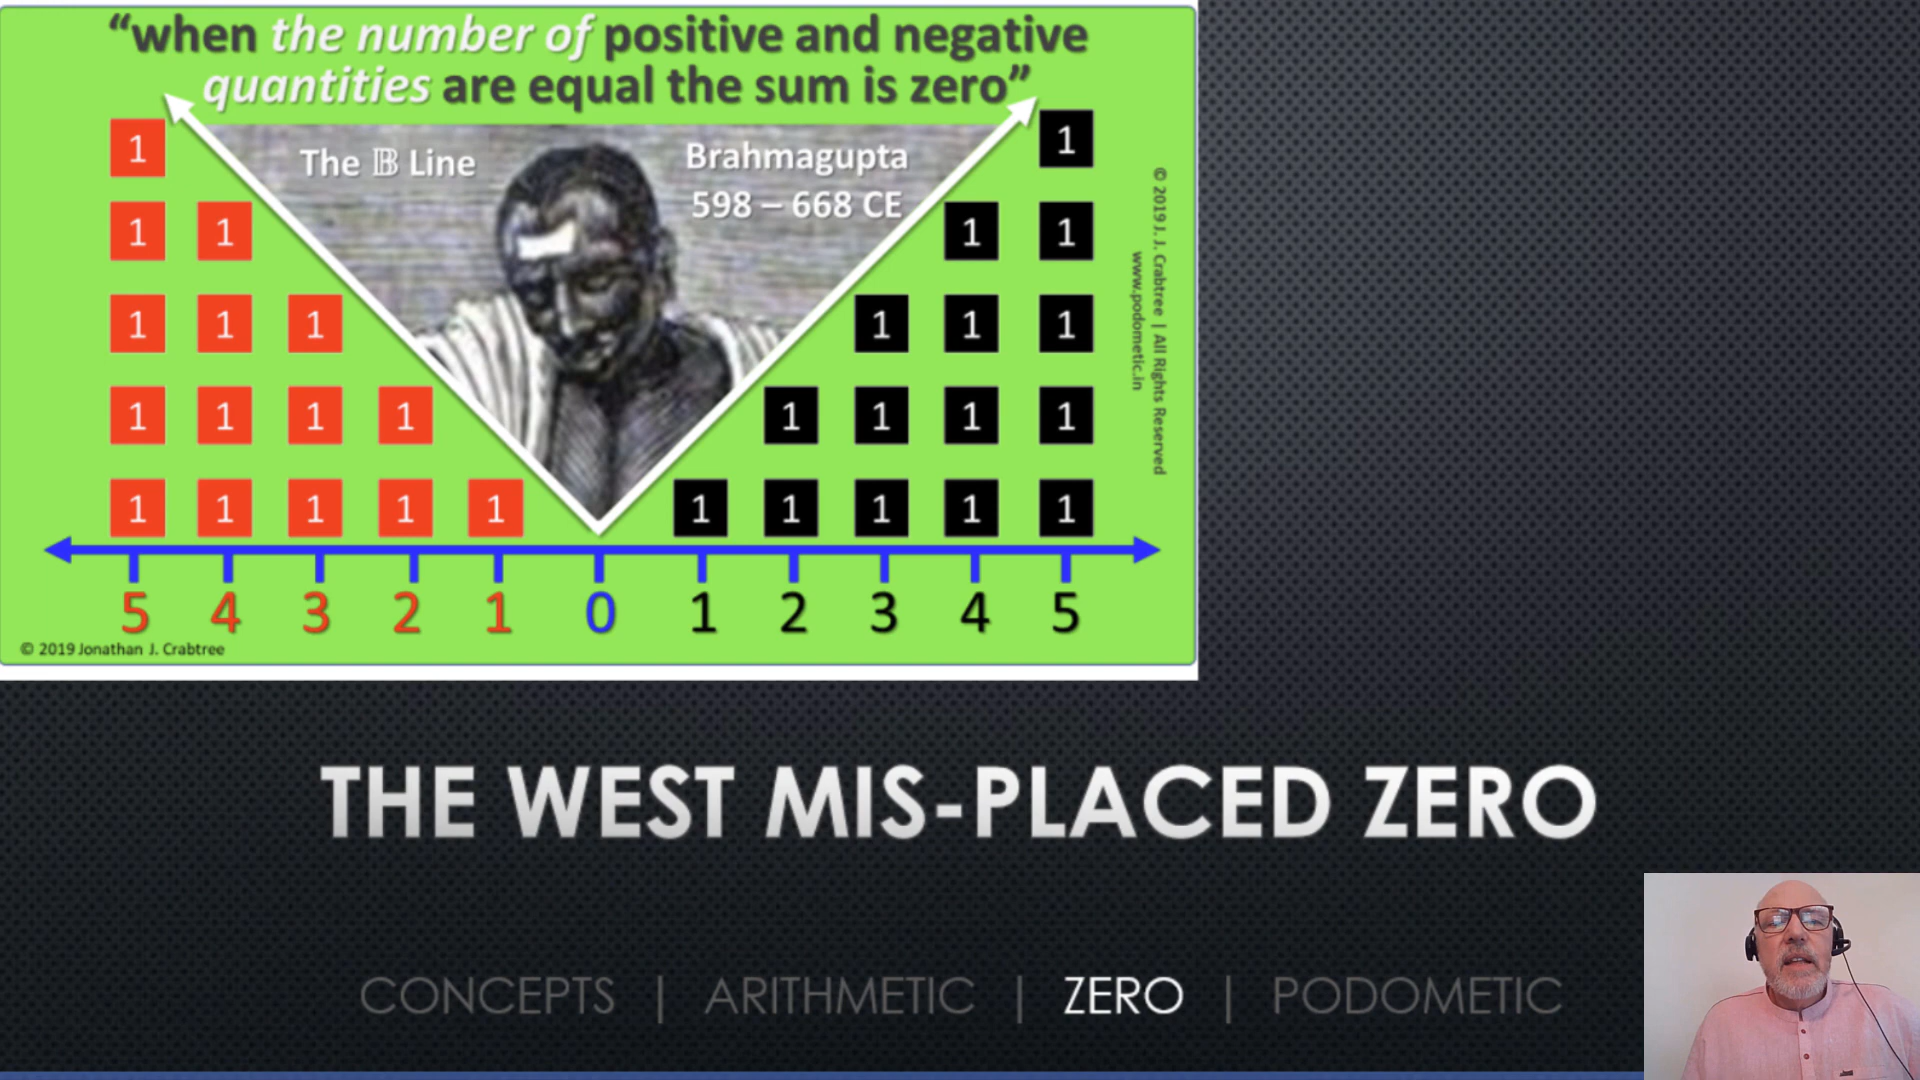 “when the number of positive and negative
quantities are equal the sum is zero”
The 𝔹 Line
Brahmagupta
598 – 668 CE
1 1
1 1 1 1
1 1 1 1 1 1
1 1 1 1 1 1 1 1
1 1 1 1 1 1 1 1 1 1
5 4 3 2 1 0 1 2 3 4 5
© 2019 J. J. Crabtree | All Rights Reserved
www.podometic.in
© 2019 Jonathan J. Crabtree
THE WEST MIS-PLACED ZERO
CONCEPTS | ARITHMETIC | ZERO | PODOMETIC